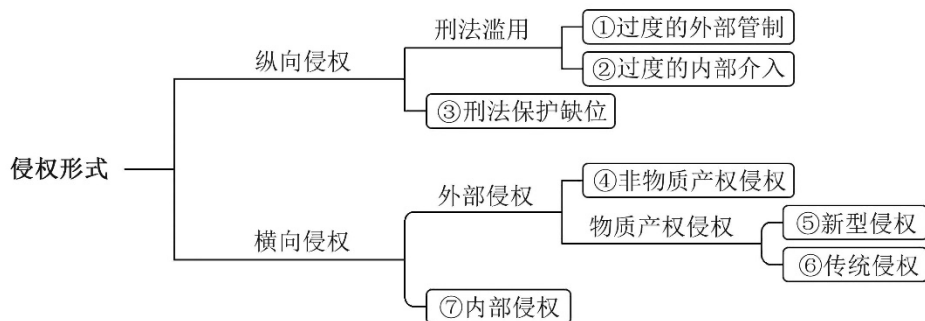 侵权形式
纵向侵权
刑法滥用
①过度的外部管制
②过度的内部介入
③刑法保护缺位
横向侵权
外部侵权
④非物质产权侵权
物质产权侵权
⑤新型侵权
⑥传统侵权
⑦内部侵权